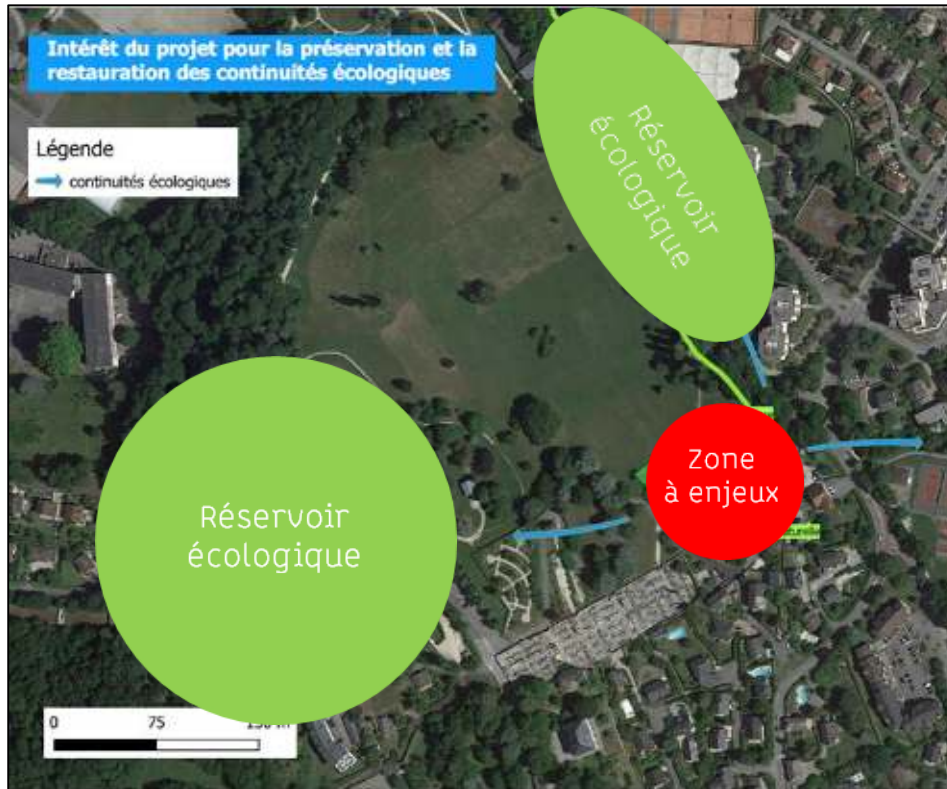 Intérêt du projet pour la préservation et la
restauration des continuités écologiques
Légende
continuités écologiques
Réservoir
écologique
Zone
à enjeux
Réservoir
écologique
0 75